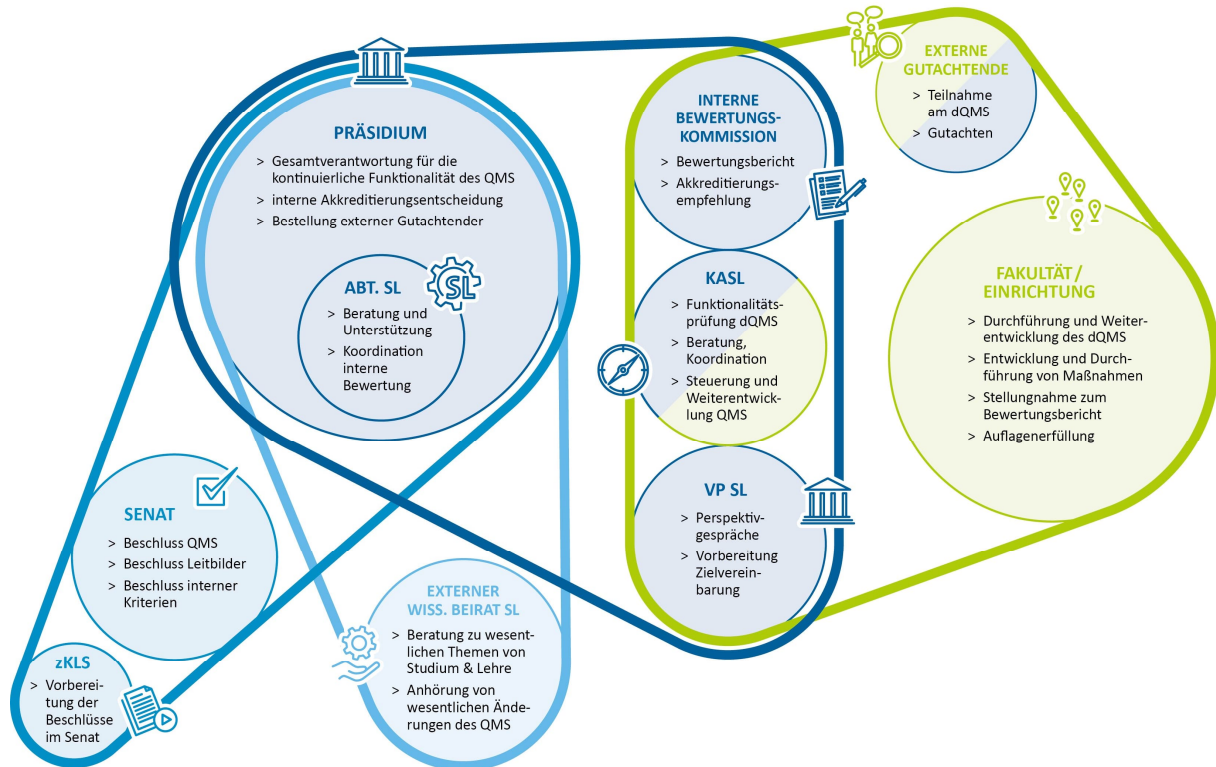 PRÄSIDIUM
> Gesamtverantwortung für die
kontinuierliche Funktionalität des QMS
> interne Akkreditierungsentscheidung
> Bestellung externer Gutachtender
ABT. SL
SL
> Beratung und
Unterstützung
> Koordination
interne
Bewertung
SENAT
> Beschluss QMS
> Beschluss Leitbilder
> Beschluss interner
Kriterien
zKLS
> Vorberei-
tung der
Beschlüsse
im Senat
EXTERNER
WISS. BEIRAT SL
> Beratung zu wesent-
lichen Themen von
Studium & Lehre
> Anhörung von
wesentlichen Ände-
rungen des QMS
INTERNE
BEWERTUNGS-
KOMMISSION
> Bewertungsbericht
> Akkreditierungs-
empfehlung
KASL
> Funktionalitäts-
prüfung dQMS
> Beratung,
Koordination
> Steuerung und
Weiterentwick-
lung QMS
VP SL
> Perspektiv-
gespräche
> Vorbereitung
Zielverein-
barung
EXTERNE
GUTACHTENDE
> Teilnahme
am dQMS
> Gutachten
FAKULTÄT /
EINRICHTUNG
> Durchführung und Weiter-
entwicklung des dQMS
> Entwicklung und Durch-
führung von Maßnahmen
> Stellungnahme zum
Bewertungsbericht
> Auflagenerfüllung